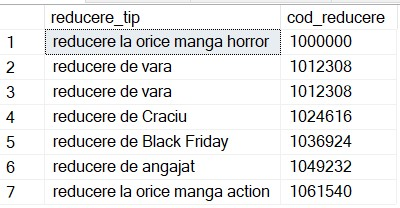 reducere_tip cod_reducere
1 reducere la orice manga horror 1000000
2 reducere de vara 1012308
3 reducere de vara 1012308
4 reducere de Craciu 1024616
5 reducere de Black Friday 1036924
6 reducere de angajat 1049232
7 reducere la orice manga action 1061540